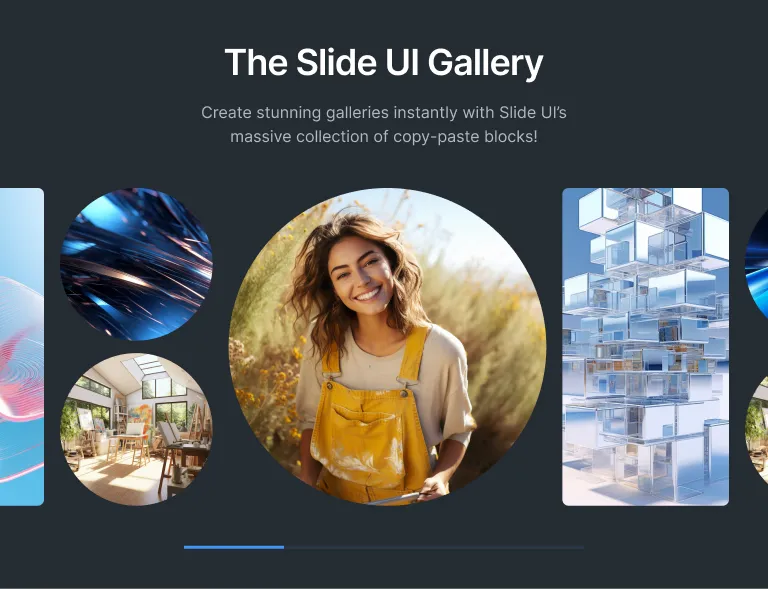 The Slide UI Gallery
Create stunning galleries instantly with Slide UI’s
massive collection of copy-paste blocks!